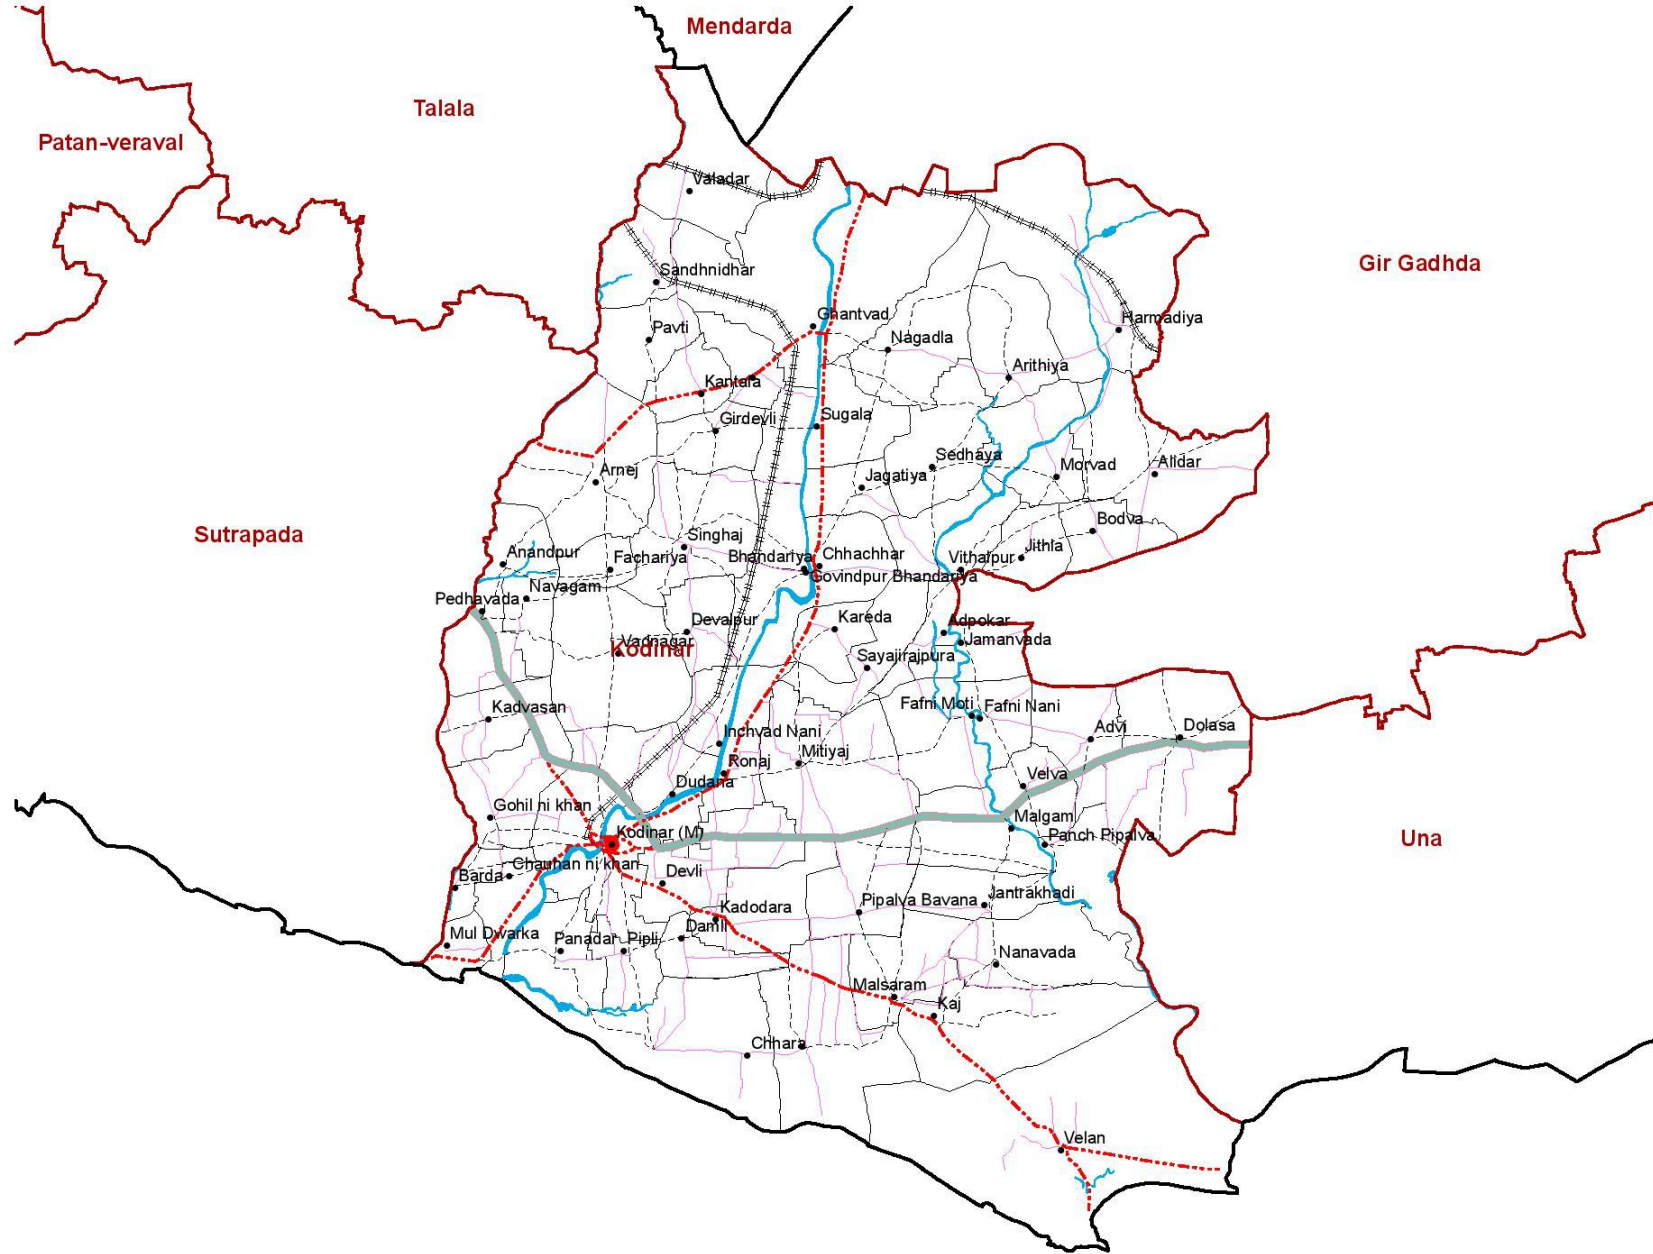 Mendarda
Talala
Patan-veraval
Valadar
Gir Gadhda
Sandhnidhar
Ghantvad
Harmadiya
Pavti
Nagadla
Arithiya
Kantala
Girdevli
Sugala
Sedhaya
Morvad
Alidar
Arnej
Jagatiya
Bodva
Sutrapada
Singhaj
Jithla
Anandpur
Fachariya
Bhandariya
Chhachhar
Vithalpur
Govindpur Bhandariya
Navagam
Pedhavada
Devalpur
Kareda
Adpokar
Vadnagar
Jamanvada
Kodinar
Sayajirajpura
Kadvasan
Fafni Moti
Fafni Nani
Advi
Dolasa
Inchvad Nani
Mitiyaj
Ronaj
Velva
Dudana
Gohil ni khan
Malgam
Kodinar (M)
Panch Pipalva
Una
Chauhan ni khan
Barda
Devli
Pipalva Bavana
Jantrakhadi
Kadodara
Damli
Mul Dwarka
Panadar
Pipli
Nanavada
Malsaram
Kaj
Chhara
Velan